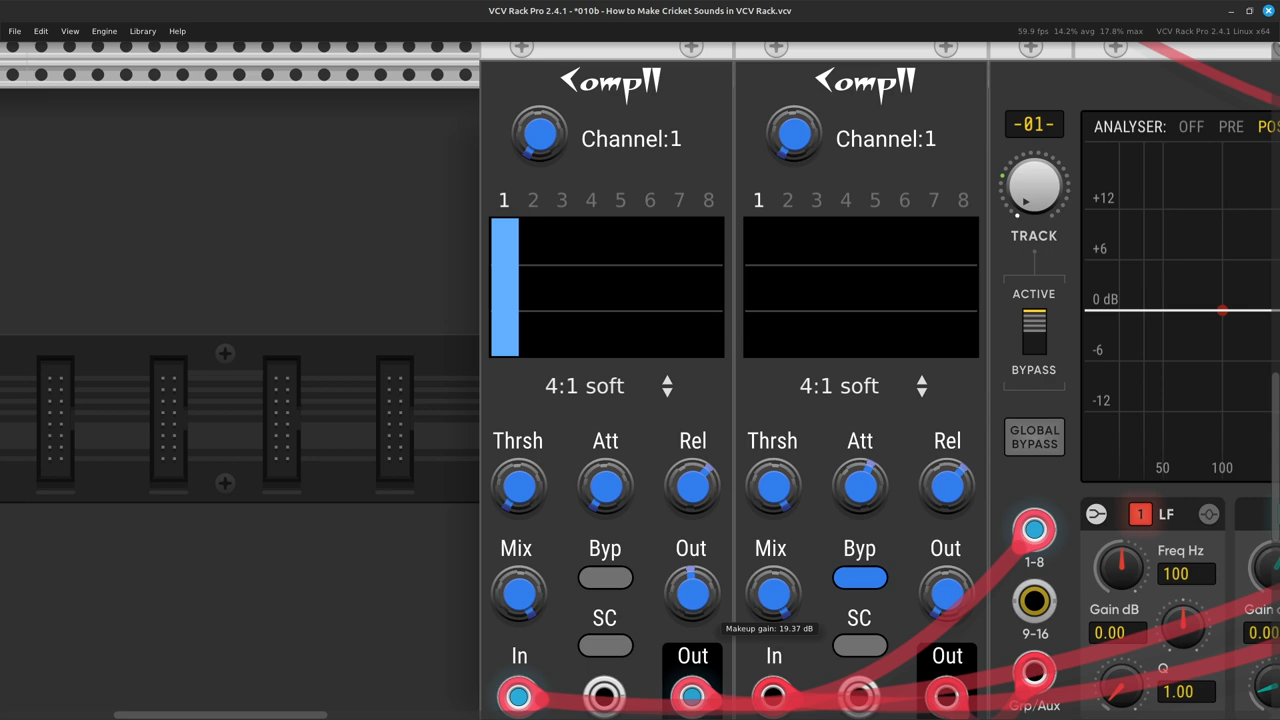 VCV Rack Pro 2.4.1 - *010b - How to Make Cricket Sounds in VCV Rack.vcv
File Edit View Engine Library Help
59.9 fps 14.2% avg 17.8% max VCV Rack Pro 2.4.1 Linux x64
CompII CompII
Channel:1 Channel:1
1 2 3 4 5 6 7 8 1 2 3 4 5 6 7 8
4:1 soft 4:1 soft
Thrsh Att Rel Thrsh Att Rel
Mix Byp Out Mix Byp Out
SC SC
Makeup gain: 19.37 dB
In Out In Out
-01-
TRACK
ACTIVE
BYPASS
GLOBAL
BYPASS
1-8
9-16
Grp/Aux
ANALYSER: OFF PRE POS
+12
+6
0 dB
-6
-12
50 100
1 LF
Freq Hz
100
Gain dB
0.00
Q
1.00
Gain
0.00